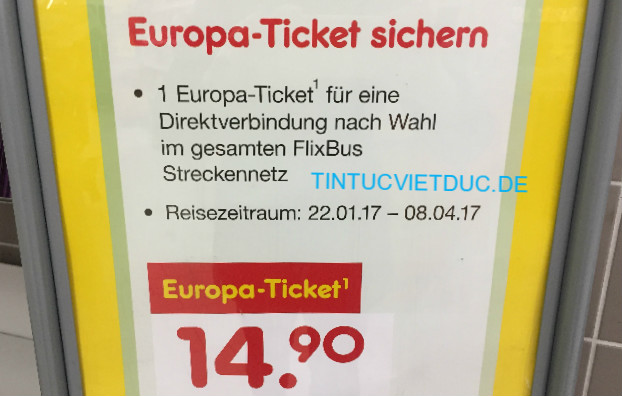 Europa-Ticket sichern
• 1 Europa-Ticket¹ für eine
Direktverbindung nach Wahl
im gesamten FlixBus
Streckennetz
TINTUCVIETDUC.DE
• Reisezeitraum: 22.01.17 – 08.04.17
Europa-Ticket¹
14.90